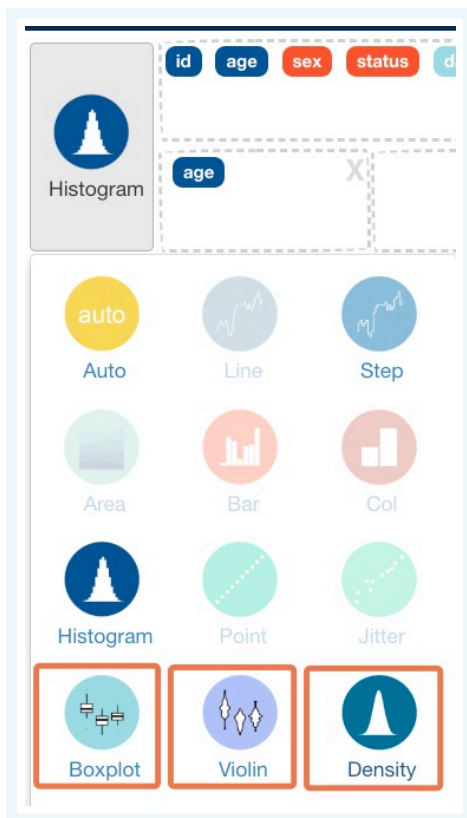 id age sex status d
Histogram
age X
auto
Auto Line Step
Area Bar Col
Histogram Point Jitter
Boxplot Violin Density